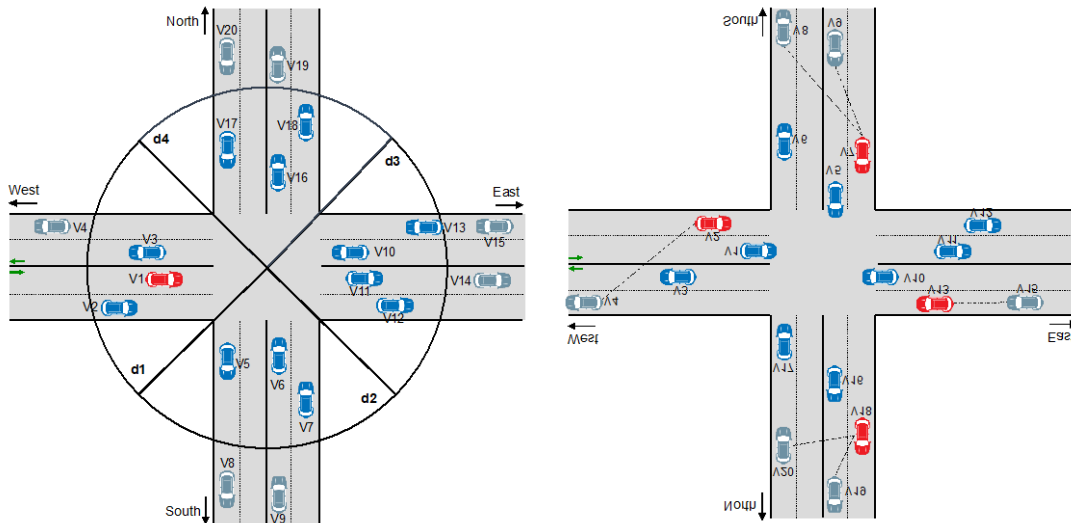 North
V20
V19
d4
V17
V18
d3
V16
West
East
V4
V3
V13
V15
V10
V1
V11
V14
V2
V12
V5
V6
d1
d2
V7
V8
V9
South
South
V8
V9
V6
V7
V5
V2
V12
V1
V11
V3
V10
V4
V13
V15
West
East
V17
V16
V18
V20
V19
North